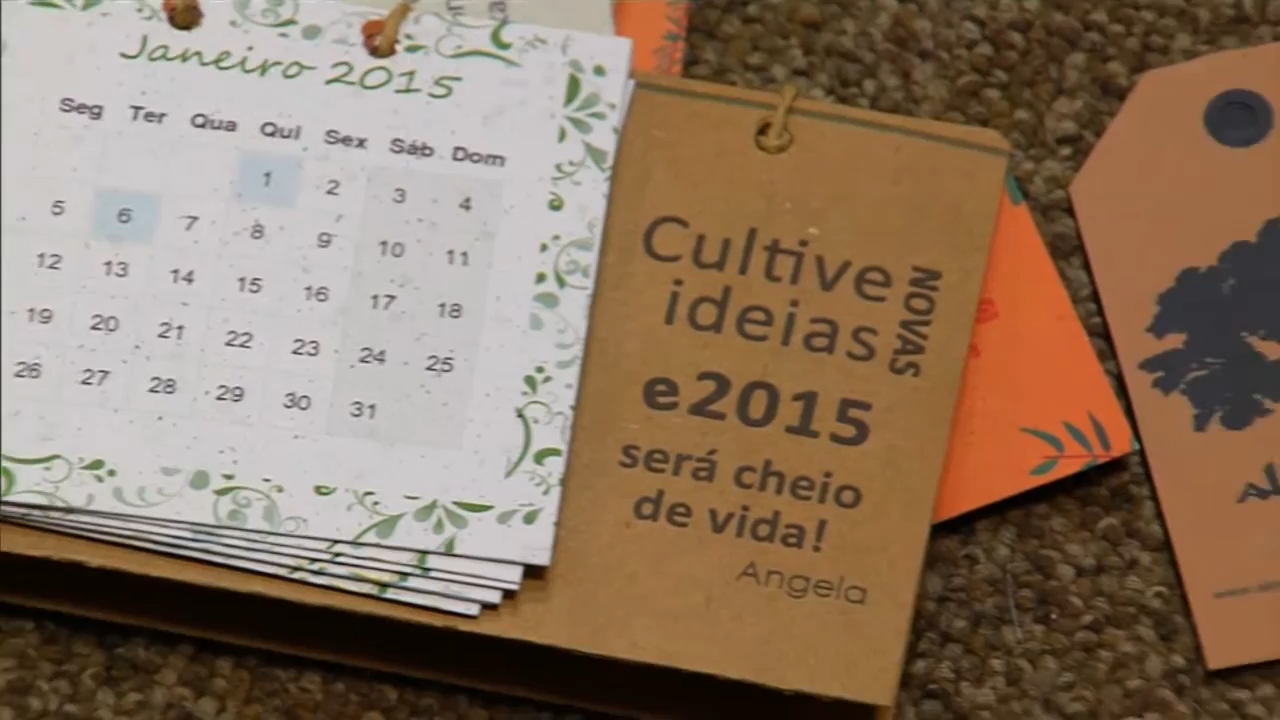 Janeiro 2015
Seg Ter Qua Qui Sex Sáb Dom
1 2 3 4
5 6 7 8 9 10 11
12 13 14 15 16 17 18
19 20 21 22 23 24 25
26 27 28 29 30 31
Cultive
NOVAS
ideias
e2015
será cheio
de vida!
Angela